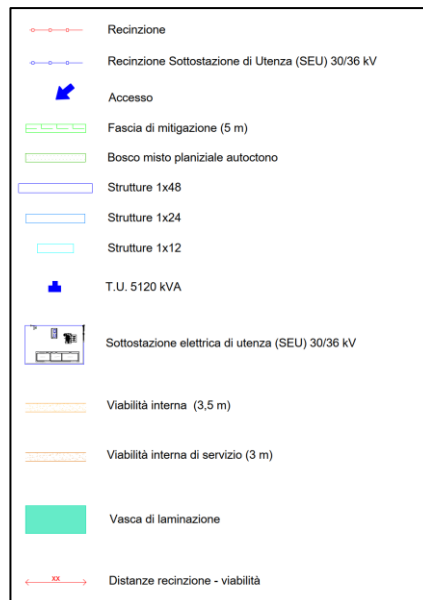 Recinzione
Recinzione Sottostazione di Utenza (SEU) 30/36 kV
Accesso
Fascia di mitigazione (5 m)
Bosco misto planiziale autoctono
Strutture 1x48
Strutture 1x24
Strutture 1x12
T.U. 5120 kVA
Sottostazione elettrica di utenza (SEU) 30/36 kV
Viabilità interna (3,5 m)
Viabilità interna di servizio (3 m)
Vasca di laminazione
xx
Distanze recinzione - viabilità